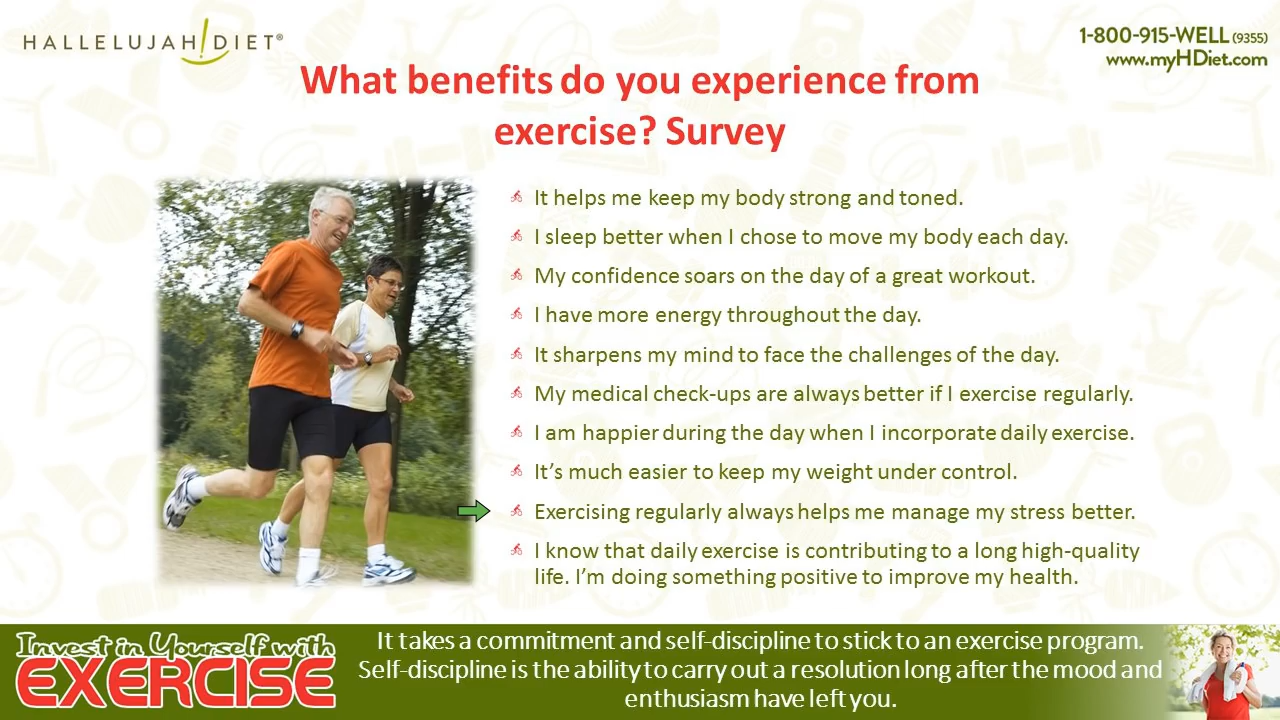 HALLELUJAH DIET®
1-800-915-WELL (9355)
www.myHDiet.com
What benefits do you experience from
exercise? Survey
It helps me keep my body strong and toned.
I sleep better when I chose to move my body each day.
My confidence soars on the day of a great workout.
I have more energy throughout the day.
It sharpens my mind to face the challenges of the day.
My medical check-ups are always better if I exercise regularly.
I am happier during the day when I incorporate daily exercise.
It’s much easier to keep my weight under control.
Exercising regularly always helps me manage my stress better.
I know that daily exercise is contributing to a long high-quality
life. I’m doing something positive to improve my health.
Invest in Yourself with
EXERCISE
It takes a commitment and self-discipline to stick to an exercise program.
Self-discipline is the ability to carry out a resolution long after the mood and
enthusiasm have left you.